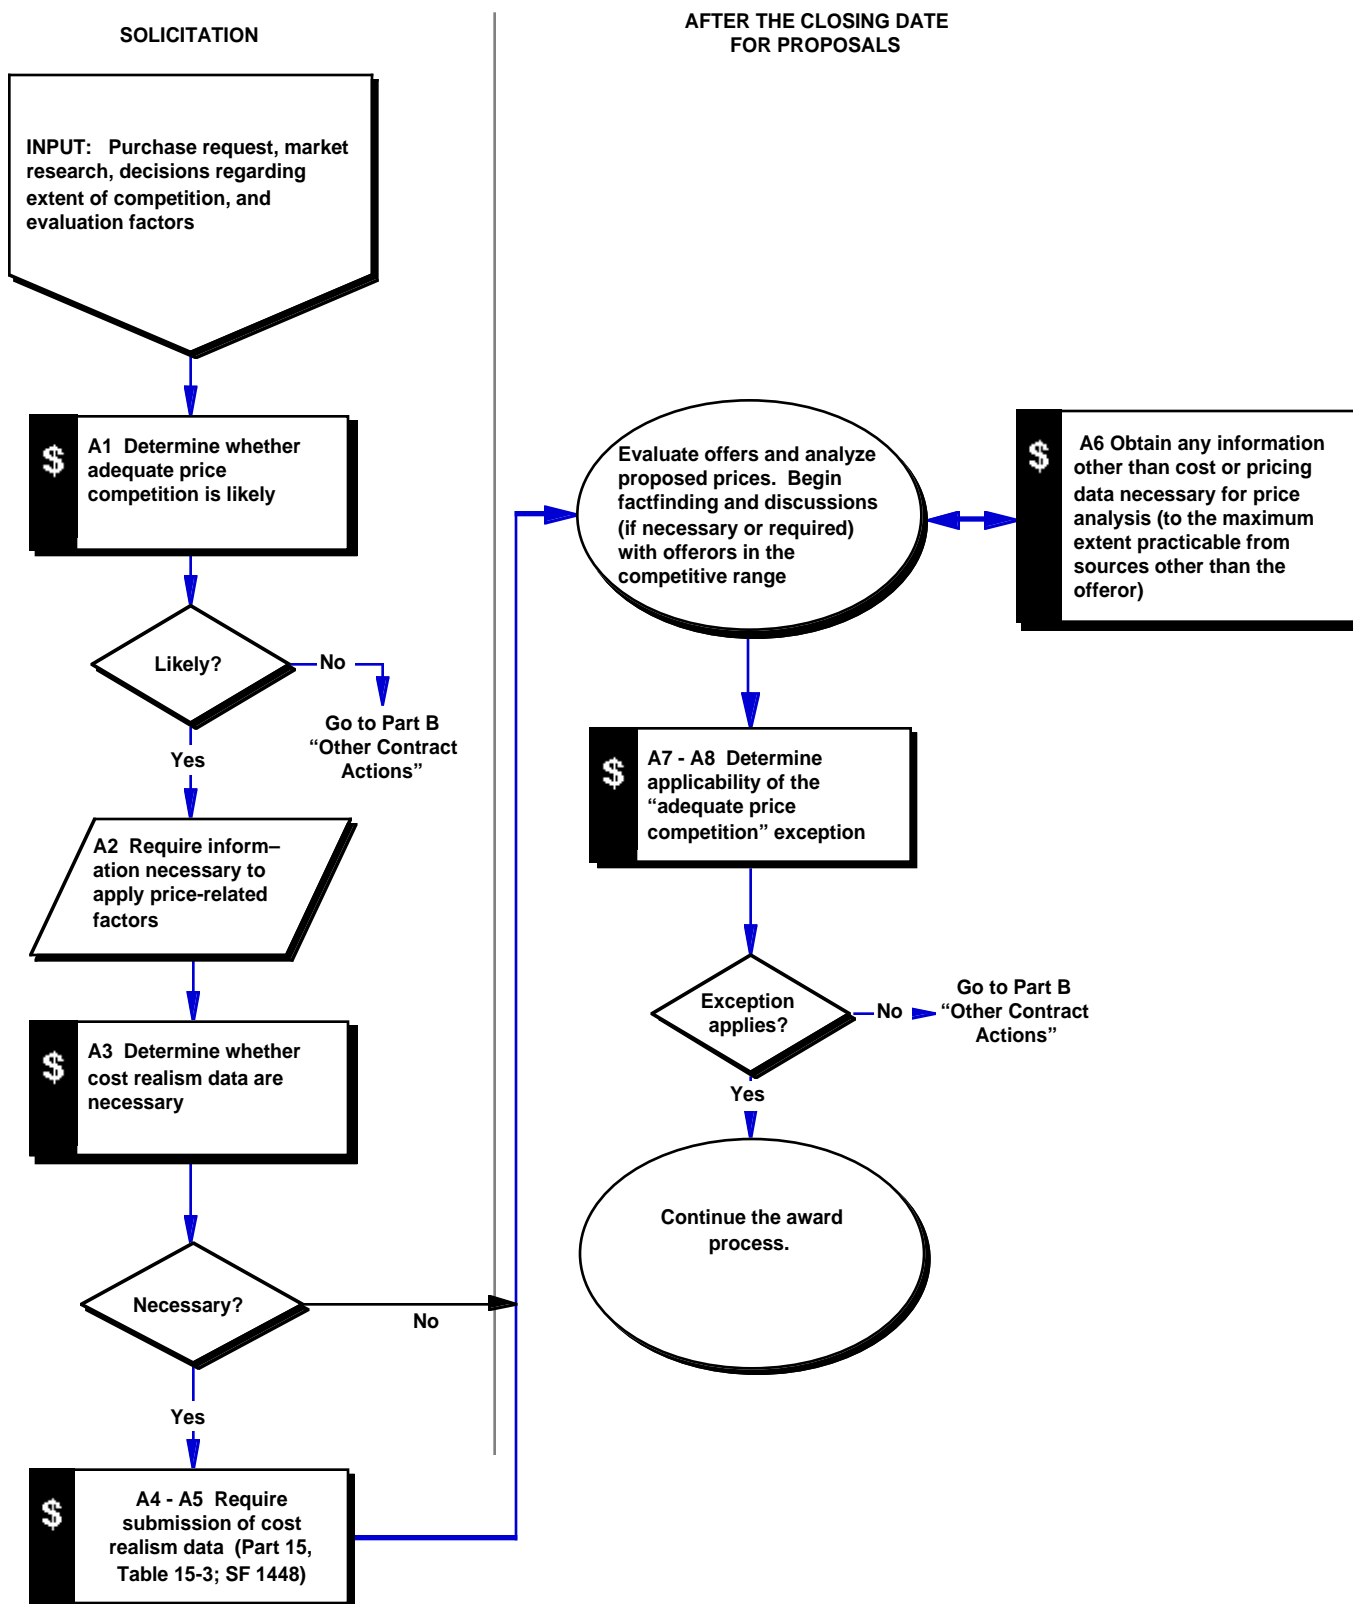 SOLICITATION
INPUT: Purchase request, market
research, decisions regarding
extent of competition, and
evaluation factors
$
A1 Determine whether
adequate price
competition is likely
Likely?
No
Go to Part B
“Other Contract
Actions”
Yes
A2 Require inform–
ation necessary to
apply price-related
factors
$
A3 Determine whether
cost realism data are
necessary
Necessary?
No
Yes
$
A4 - A5 Require
submission of cost
realism data (Part 15,
Table 15-3; SF 1448)
AFTER THE CLOSING DATE
FOR PROPOSALS
Evaluate offers and analyze
proposed prices. Begin
factfinding and discussions
(if necessary or required)
with offerors in the
competitive range
$
A6 Obtain any information
other than cost or pricing
data necessary for price
analysis (to the maximum
extent practicable from
sources other than the
offeror)
$
A7 - A8 Determine
applicability of the
“adequate price
competition” exception
Exception
applies?
No
Go to Part B
“Other Contract
Actions”
Yes
Continue the award
process.